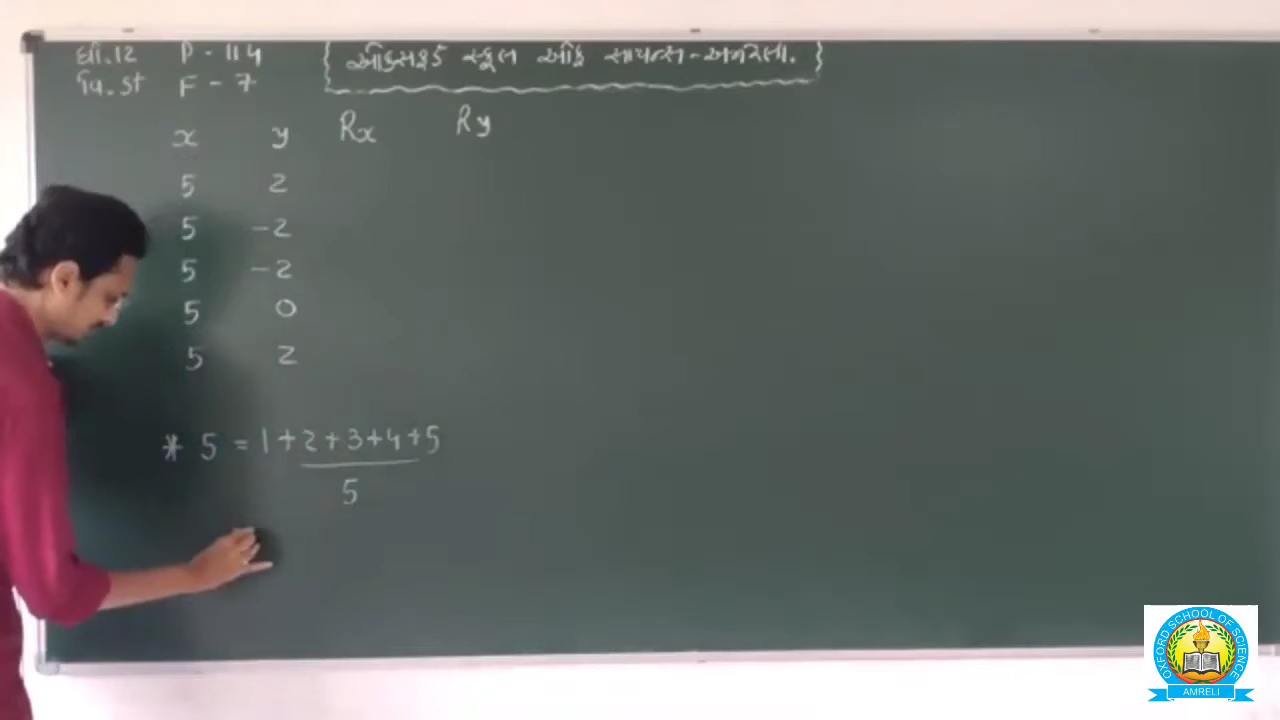 ધો.12 P - 114 { ઓક્સફર્ડ સ્કૂલ ઓફ સાયન્સ - અમરેલી. }
વિ.st F - 7
x y Rx Ry
5 2
5 -2
5 -2
5 0
5 2
* 5 = 1+2+3+4+5
5
OXFORD SCHOOL OF SCIENCE
AMRELI